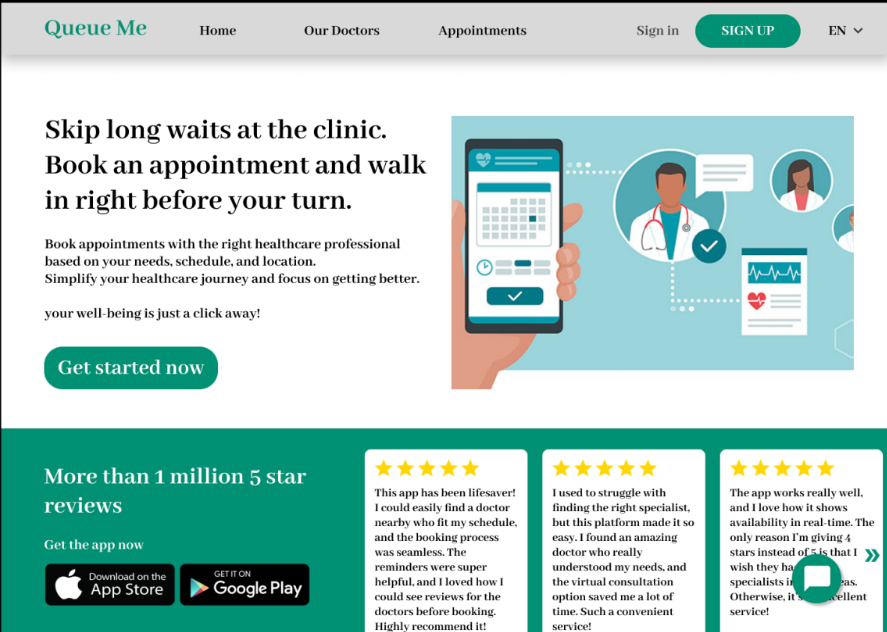 Queue Me
Home
Our Doctors
Appointments
Sign in
SIGN UP
EN
Skip long waits at the clinic.
Book an appointment and walk
in right before your turn.
Book appointments with the right healthcare professional
based on your needs, schedule, and location.
Simplify your healthcare journey and focus on getting better.
your well-being is just a click away!
Get started now
More than 1 million 5 star
reviews
Get the app now
Download on the
App Store
GET IT ON
Google Play
This app has been lifesaver!
I could easily find a doctor
nearby who fit my schedule,
and the booking process
was seamless. The
reminders were super
helpful, and I loved how I
could see reviews for the
doctors before booking.
Highly recommend it!
I used to struggle with
finding the right specialist,
but this platform made it so
easy. I found an amazing
doctor who really
understood my needs, and
the virtual consultation
option saved me a lot of
time. Such a convenient
service!
The app works really well,
and I love how it shows
availability in real-time. The
only reason I'm giving 4
stars instead of 5 is that I
wish they
specialists
Otherwise,
service!